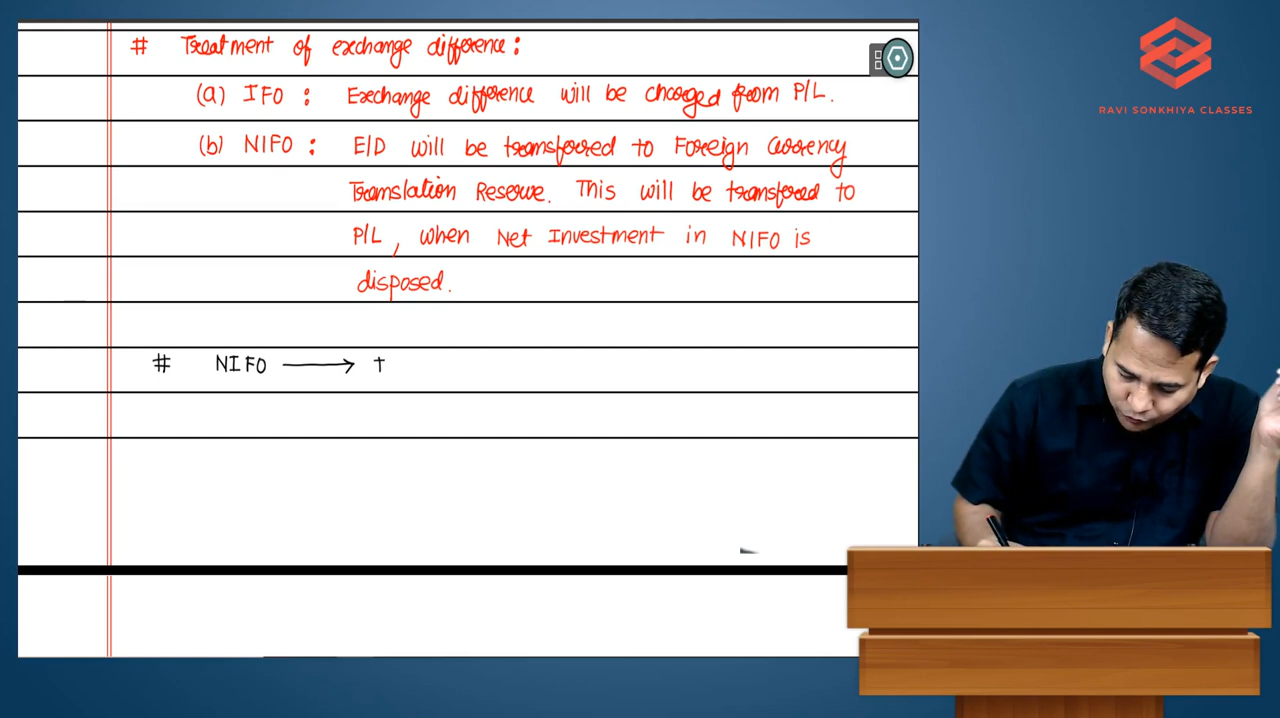 # Treatment of exchange difference:
RAVI SONKHIYA CLASSES
(a) IFO : Exchange difference will be charged from P/L.
(b) NIFO : E/D will be transferred to Foreign Currency
Translation Reserve. This will be transferred to
P/L, when Net Investment in NIFO is
disposed.
# NIFO → t